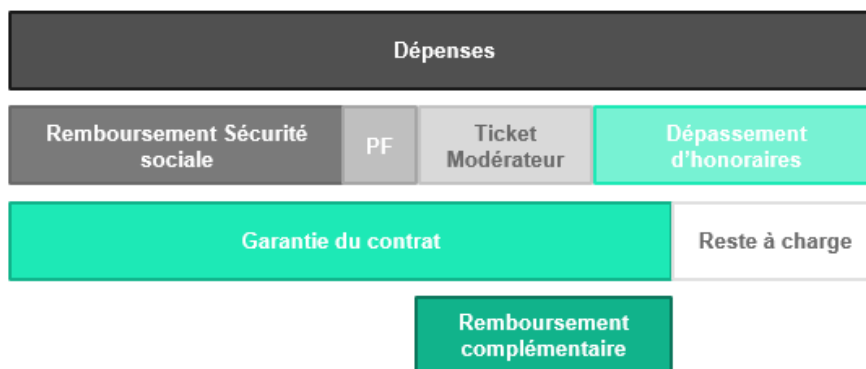 Dépenses
Remboursement Sécurité
sociale
PF
Ticket
Modérateur
Dépassement
d'honoraires
Garantie du contrat
Reste à charge
Remboursement
complémentaire